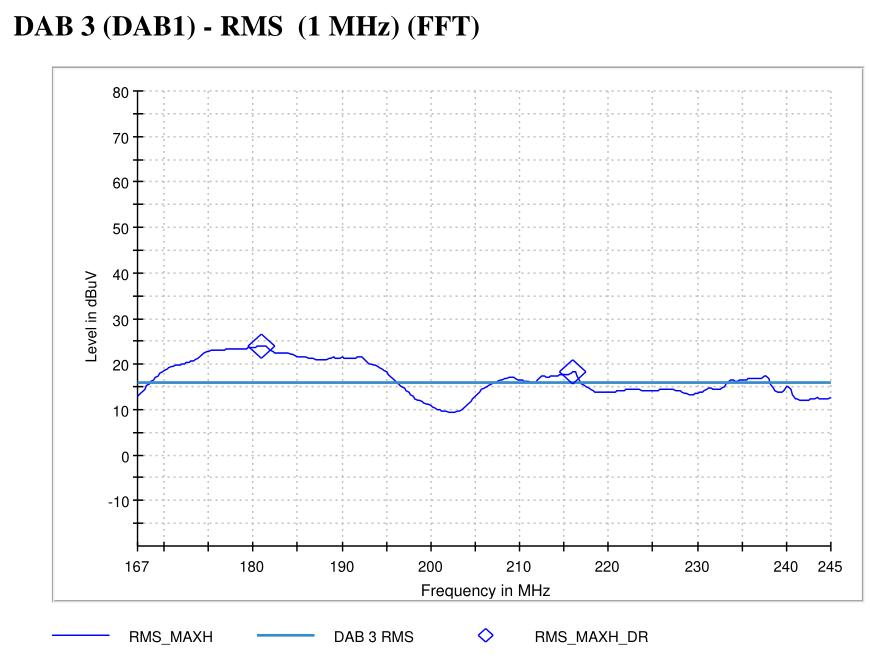 DAB 3 (DAB1) - RMS (1 MHz) (FFT)
80
70
60
50
40
30
20
10
0
-10
Level in dBuV
167 180 190 200 210 220 230 240 245
Frequency in MHz
RMS_MAXH DAB 3 RMS RMS_MAXH_DR